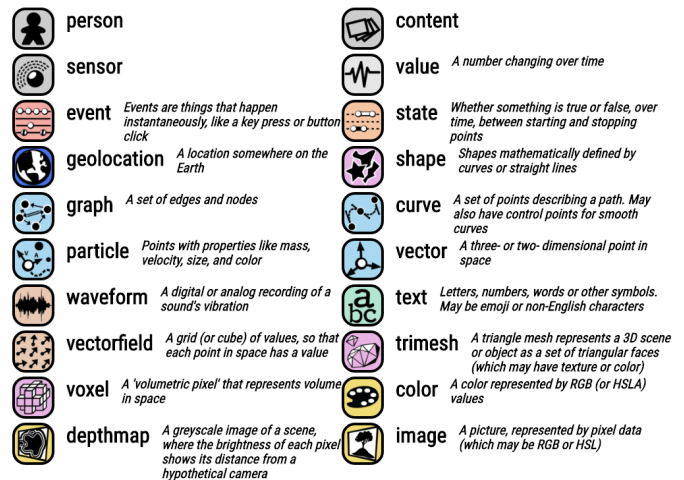 person
content
sensor
value
A number changing over time
event
Events are things that happen
instantaneously, like a key press or button
click
state
Whether something is true or false, over
time, between starting and stopping
points
geolocation
A location somewhere on the
Earth
shape
Shapes mathematically defined by
curves or straight lines
graph
A set of edges and nodes
curve
A set of points describing a path. May
also have control points for smooth
curves
particle
Points with properties like mass,
velocity, size, and color
vector
A three- or two- dimensional point in
space
waveform
A digital or analog recording of a
sound's vibration
text
Letters, numbers, words or other symbols.
May be emoji or non-English characters
vectorfield
A grid (or cube) of values, so that
each point in space has a value
trimesh
A triangle mesh represents a 3D scene
or object as a set of triangular faces
(which may have texture or color)
voxel
A 'volumetric pixel' that represents volume
in space
color
A color represented by RGB (or HSLA)
values
depthmap
A greyscale image of a scene,
where the brightness of each pixel
shows its distance from a
hypothetical camera
image
A picture, represented by pixel data
(which may be RGB or HSL)
V A
a
bc